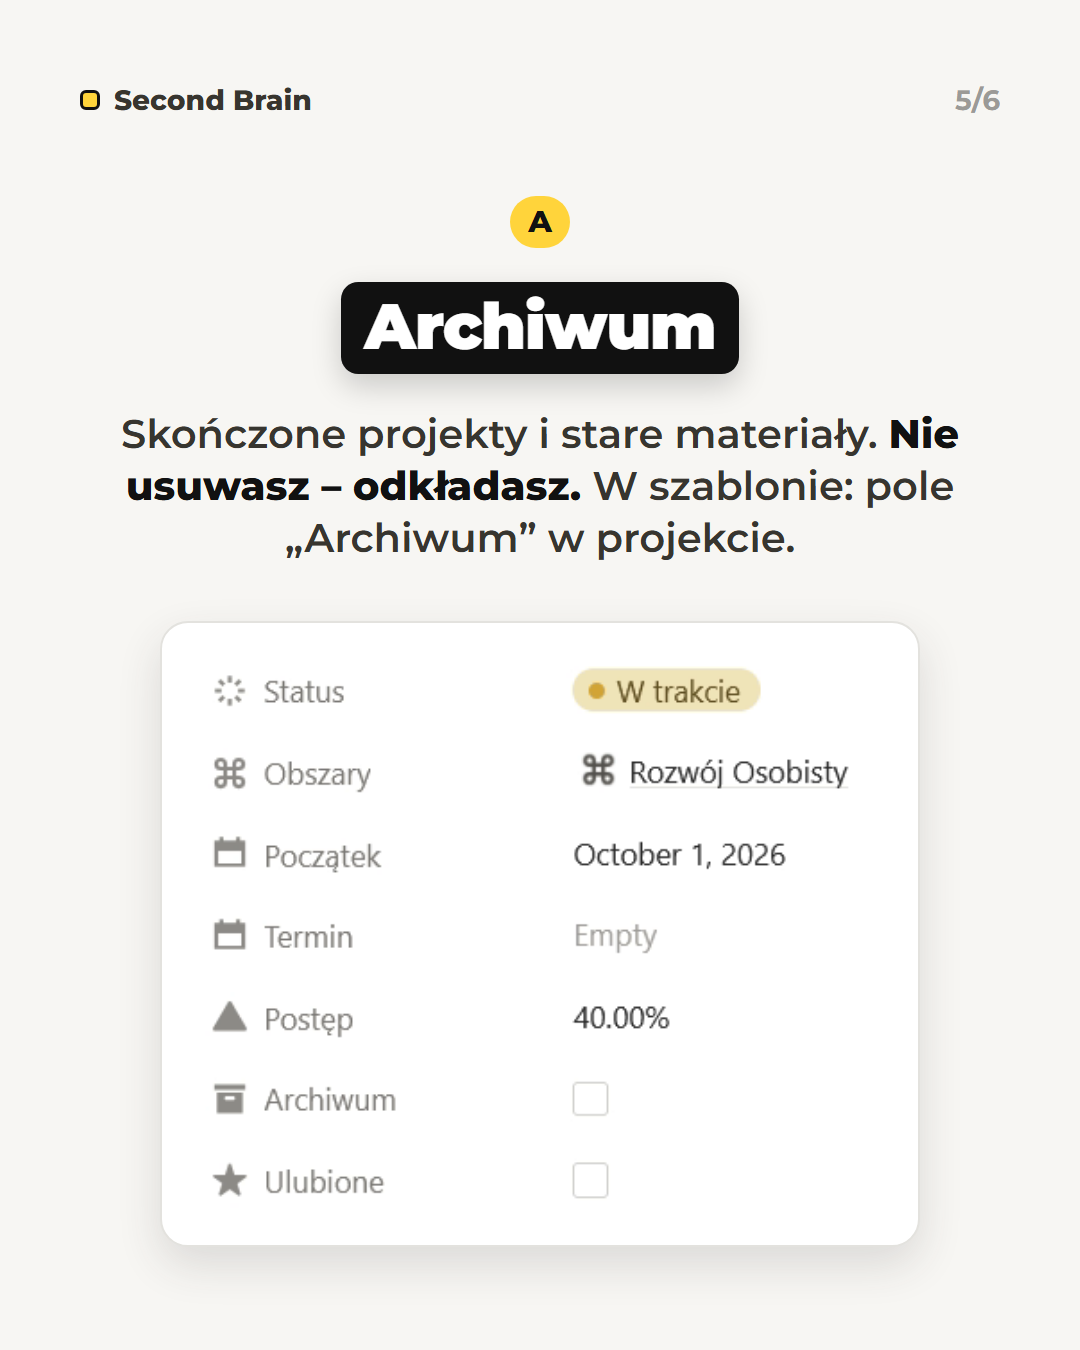 Second Brain
5/6
A
Archiwum
Skończone projekty i stare materiały. Nie
usuwasz – odkładasz. W szablonie: pole
„Archiwum” w projekcie.
Status W trakcie
Obszary Rozwój Osobisty
Początek October 1, 2026
Termin Empty
Postęp 40.00%
Archiwum
Ulubione